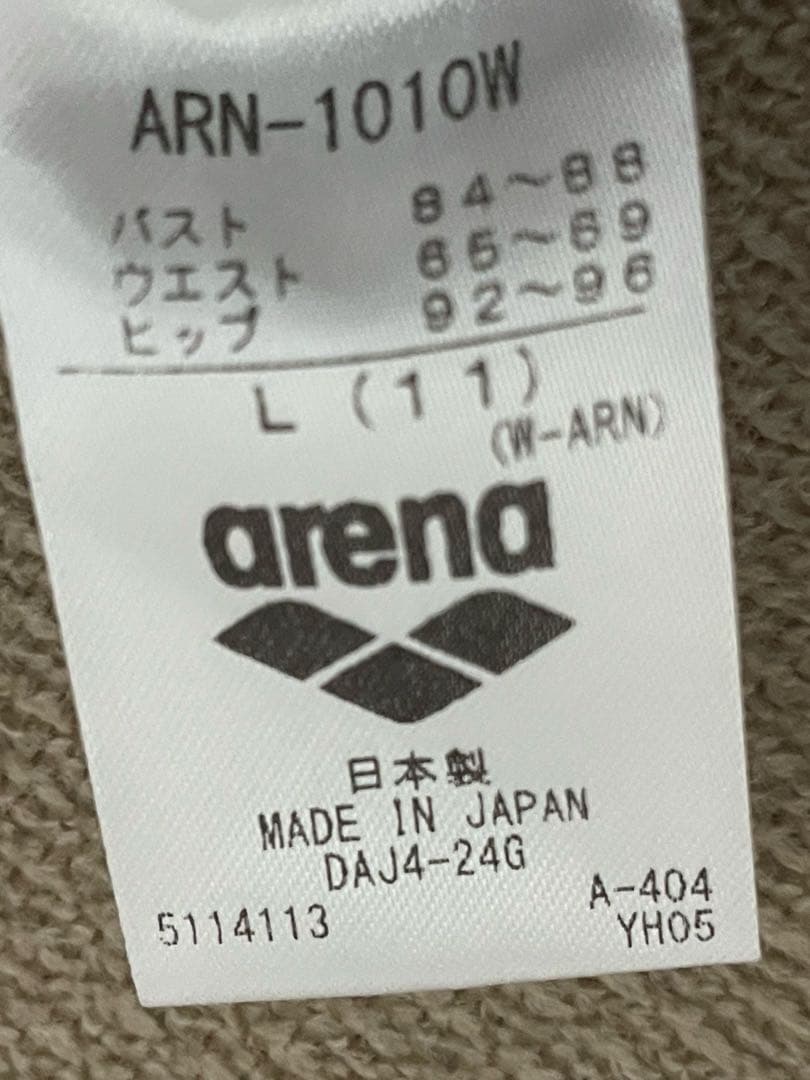 ARN-1010W
バスト 84～88
ウエスト 66～69
ヒップ 92～96
L (11)
(W-ARN)
arena
日本製
MADE IN JAPAN
DAJ4-24G
A-404
5114113 YH05